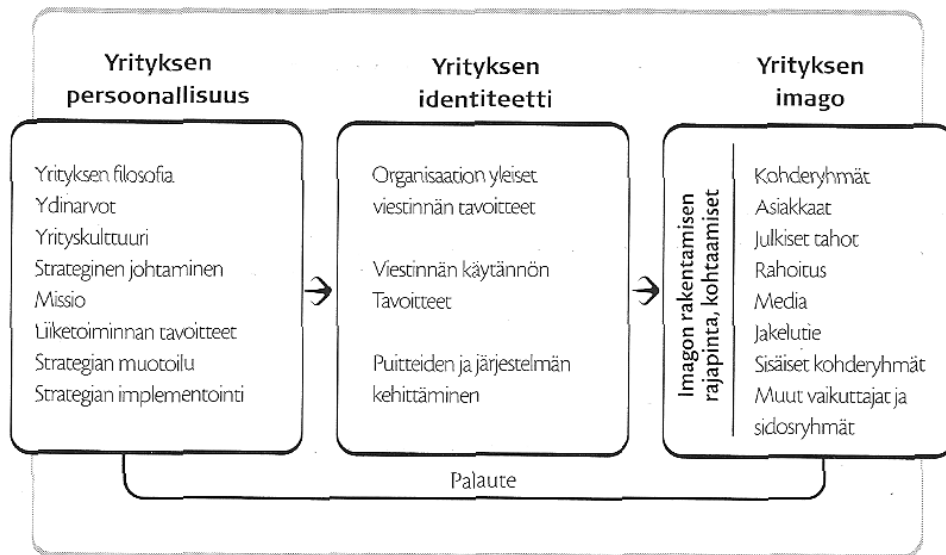 Yrityksen
persoonallisuus
Yrityksen filosofia
Ydinarvot
Yrityskulttuuri
Strateginen johtaminen
Missio
Liiketoiminnan tavoitteet
Strategian muotoilu
Strategian implementointi
Yrityksen
identiteetti
Organisaation yleiset
viestinnän tavoitteet
Viestinnän käytännön
Tavoitteet
Puitteiden ja järjestelmän
kehittäminen
Yrityksen
imago
Imagon rakentamisen
rajapinta, kohtaamiset
Kohderyhmät
Asiakkaat
Julkiset tahot
Rahoitus
Media
Jakelutie
Sisäiset kohderyhmät
Muut vaikuttajat ja
sidosryhmät
Palaute